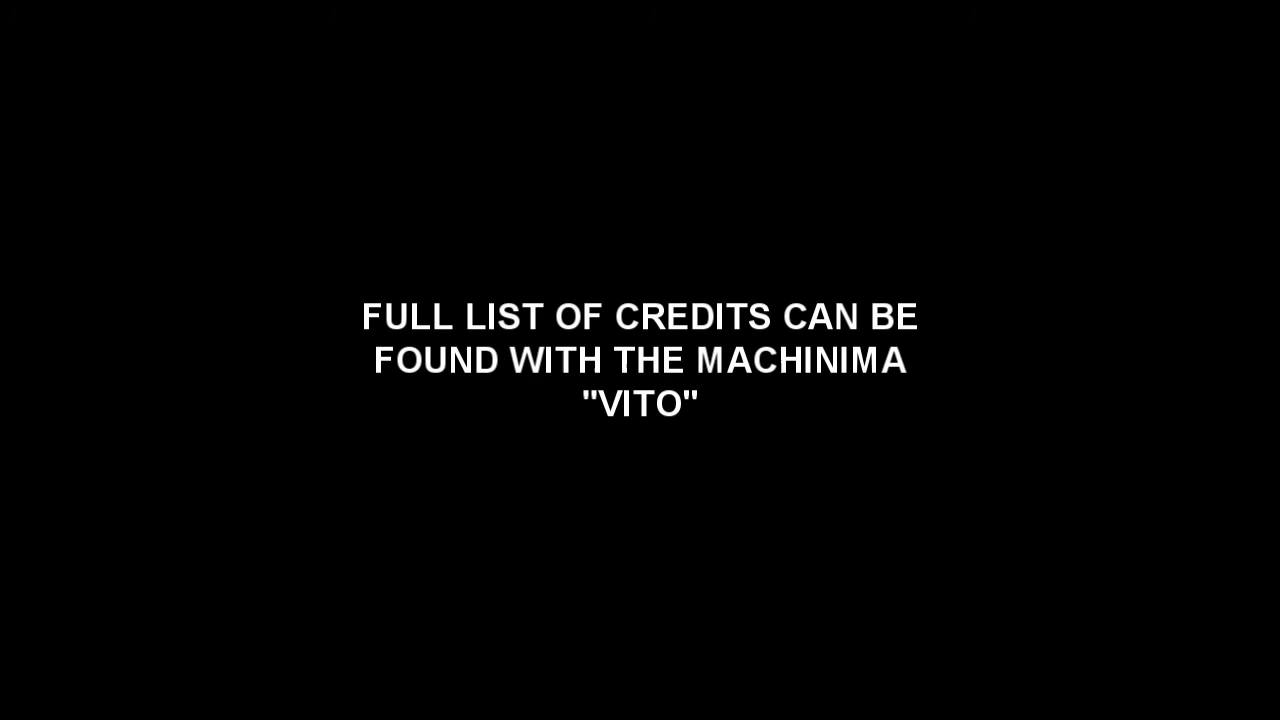 FULL LIST OF CREDITS CAN BE
FOUND WITH THE MACHINIMA
"VITO"